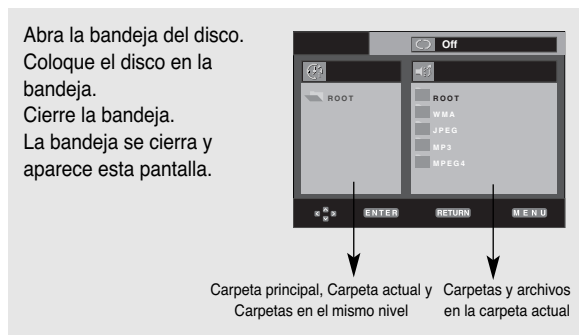 Abra la bandeja del disco.
Coloque el disco en la
bandeja.
Cierre la bandeja.
La bandeja se cierra y
aparece esta pantalla.
Off
ROOT
ROOT
WMA
JPEG
MP3
MPEG4
ENTER
RETURN
MENU
Carpeta principal, Carpeta actual y
Carpetas en el mismo nivel
Carpetas y archivos
en la carpeta actual